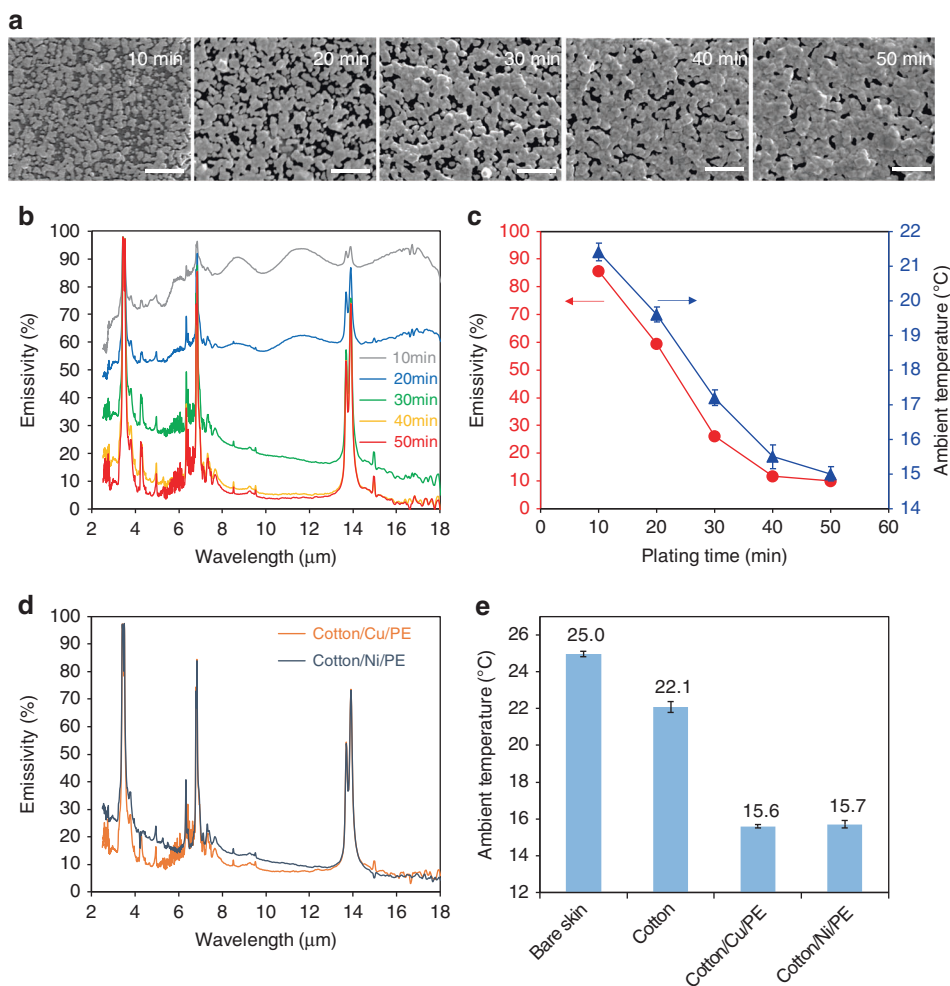 a
10 min
20 min
30 min
40 min
50 min
b
100
90
80
70
60
50
40
30
20
10
0
Emissivity (%)
10min
20min
30min
40min
50min
2 4 6 8 10 12 14 16 18
Wavelength (μm)
c
100
90
80
70
60
50
40
30
20
10
0
Emissivity (%)
22
21
20
19
18
17
16
15
14
Ambient temperature (°C)
0 10 20 30 40 50 60
Plating time (min)
d
100
90
80
70
60
50
40
30
20
10
0
Emissivity (%)
Cotton/Cu/PE
Cotton/Ni/PE
2 4 6 8 10 12 14 16 18
Wavelength (μm)
e
26
24
22
20
18
16
14
12
Ambient temperature (°C)
25.0
22.1
15.6
15.7
Bare skin
Cotton
Cotton/Cu/PE
Cotton/Ni/PE